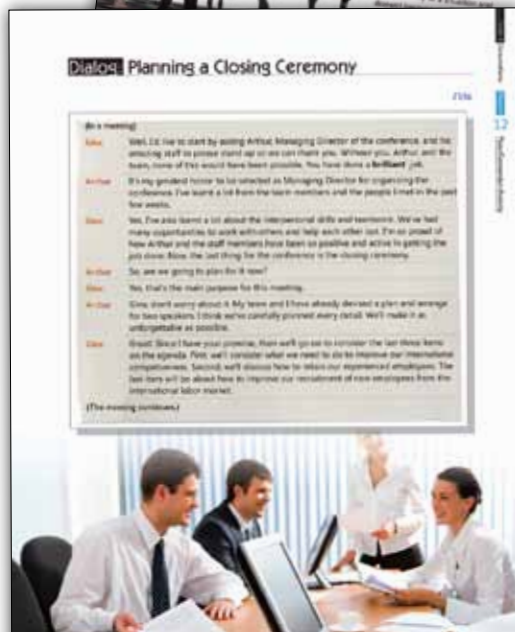 Dialog: Planning a Closing Ceremony
(In a meeting)
Gina: Well, I'd like to start by asking Arthur, Managing Director of the conference, and his
amazing staff to please stand up so we can thank you. Without you, Arthur and the
team, none of this would have been possible. You have done a brilliant job.
Arthur: It's my greatest honor to be selected as Managing Director for organizing the
conference. I've learnt a lot from the team members and the people I met in the past
few weeks.
Gina: Yes, I've also learnt a lot about the interpersonal skills and teamwork. We've had
many opportunities to work with others and help each other out. I'm so proud of
how Arthur and the staff members have been so positive and active in getting the
job done. Now, the last thing for the conference is the closing ceremony.
Arthur: So, are we going to plan for it now?
Gina: Yes, that's the main purpose for this meeting.
Arthur: Gina, don't worry about it. My team and I have already devised a plan and arrange
for two speakers. I think we've carefully planned every detail. We'll make it as
unforgettable as possible.
Gina: Great! Since I have your promise, then we'll go on to consider the last three items
on the agenda. First, we'll consider what we need to do to improve our international
competitiveness. Second, we'll discuss how to retain our experienced employees. The
last item will be about how to improve our recruitment of new employees from the
international labor market.
(The meeting continues.)
12